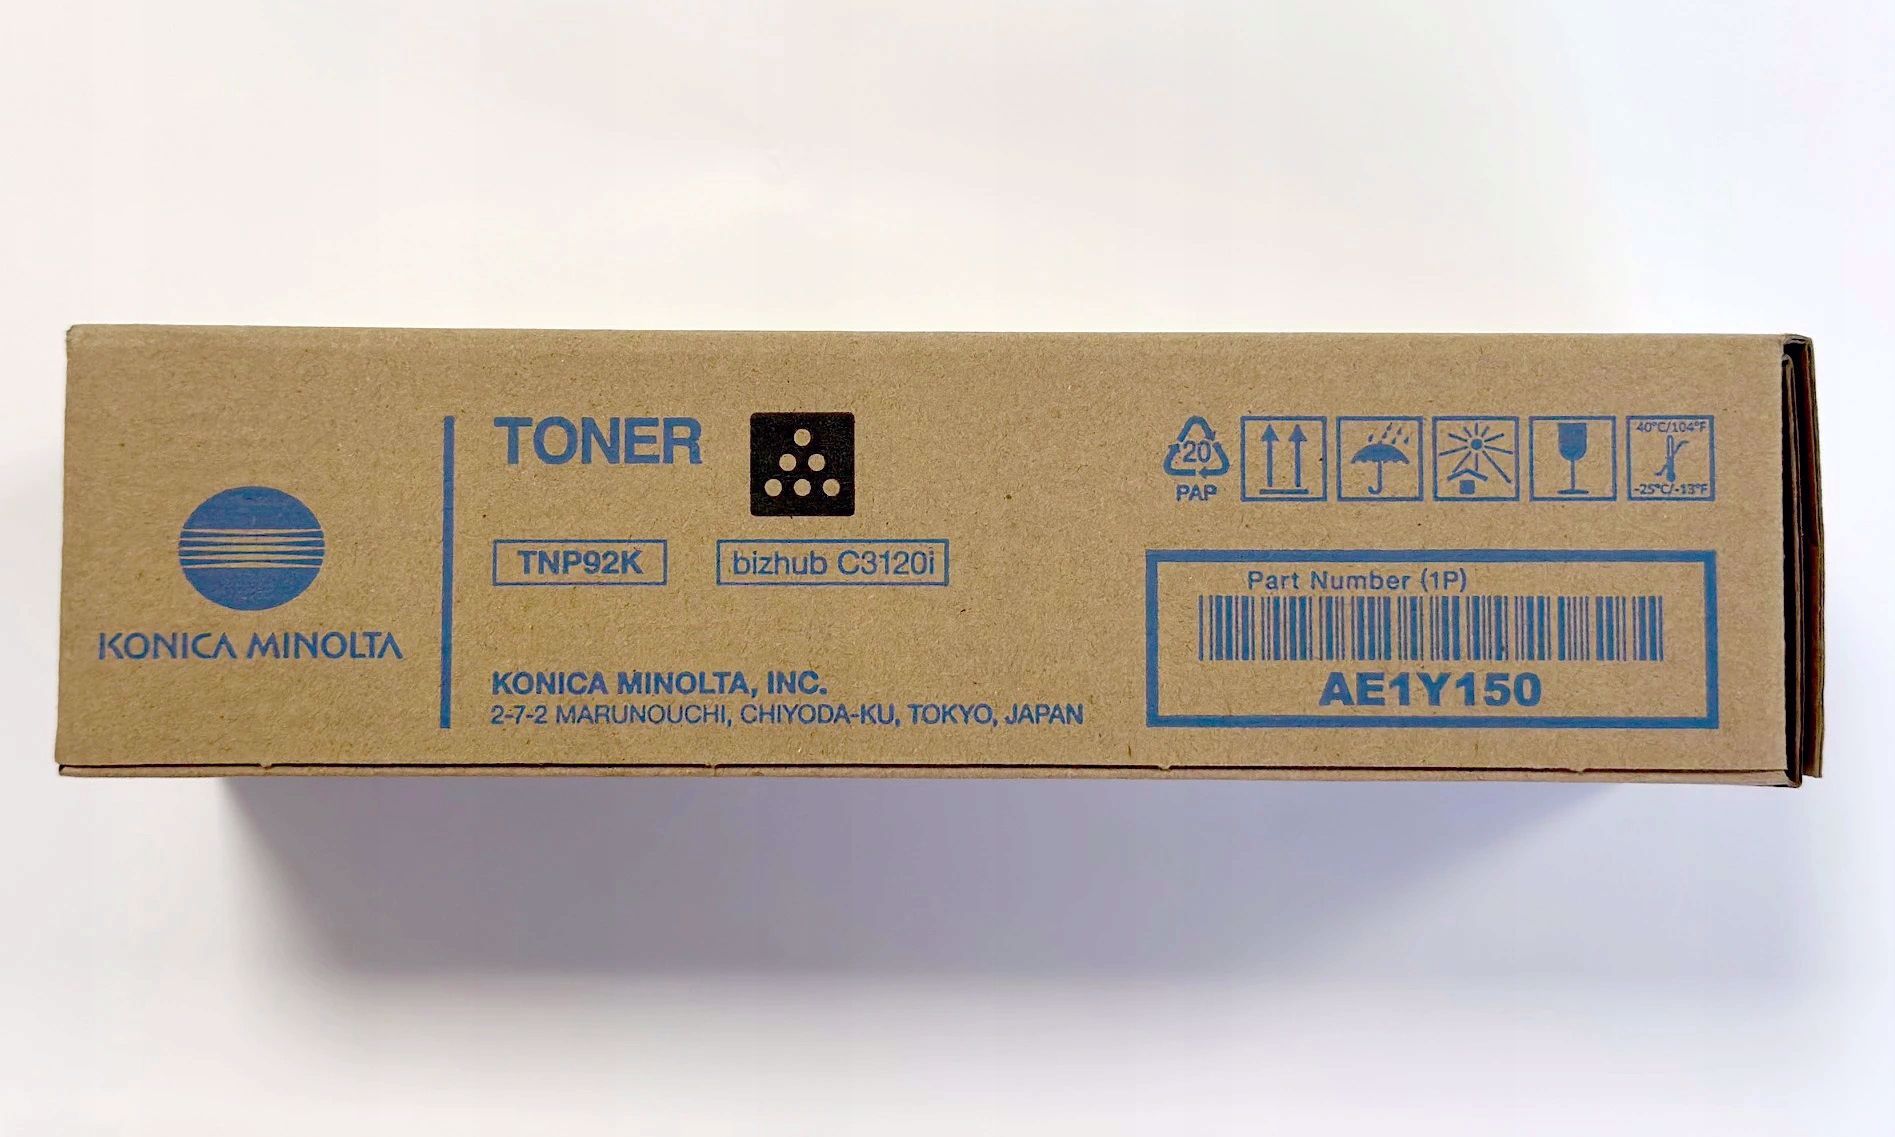 KONICA MINOLTA
TONER
TNP92K
bizhub C3120i
KONICA MINOLTA, INC.
2-7-2 MARUNOUCHI, CHIYODA-KU, TOKYO, JAPAN
20
PAP
40°C/104°F
-25°C/-13°F
Part Number (1P)
AE1Y150